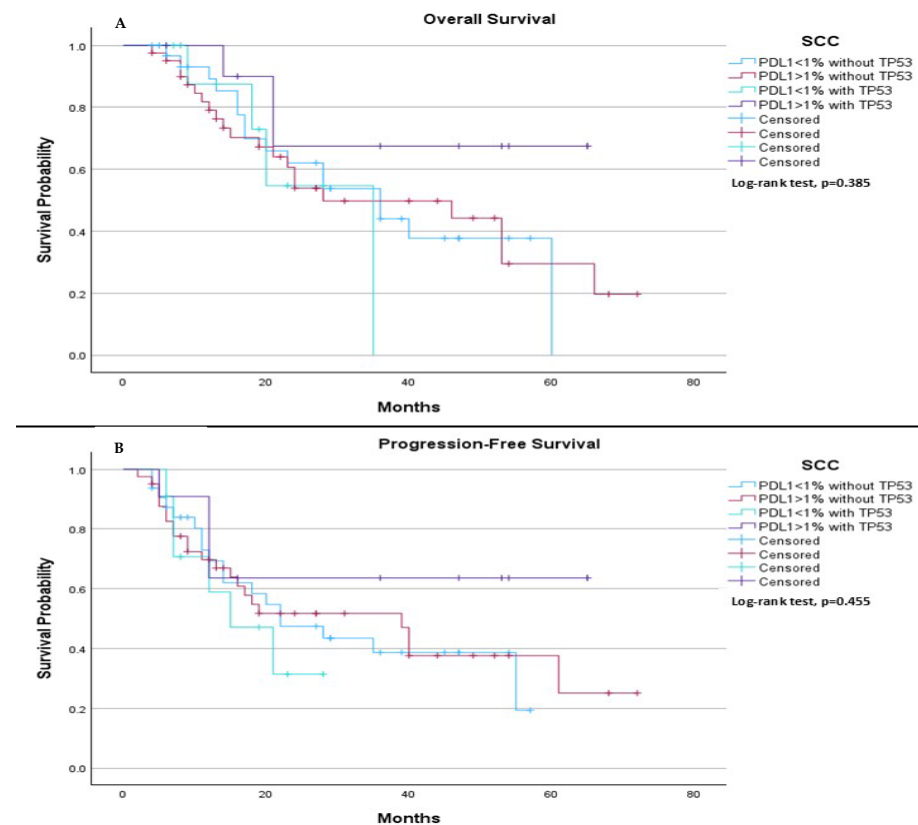 A
Overall Survival
SCC
PDL1<1% without TP53
PDL1>1% without TP53
PDL1<1% with TP53
PDL1>1% with TP53
Censored
Censored
Censored
Censored
Log-rank test, p=0.385
Survival Probability
1.0
0.8
0.6
0.4
0.2
0.0
0 20 40 60 80
Months
B
Progression-Free Survival
SCC
PDL1<1% without TP53
PDL1>1% without TP53
PDL1<1% with TP53
PDL1>1% with TP53
Censored
Censored
Censored
Censored
Log-rank test, p=0.455
Survival Probability
1.0
0.8
0.6
0.4
0.2
0.0
0 20 40 60 80
Months